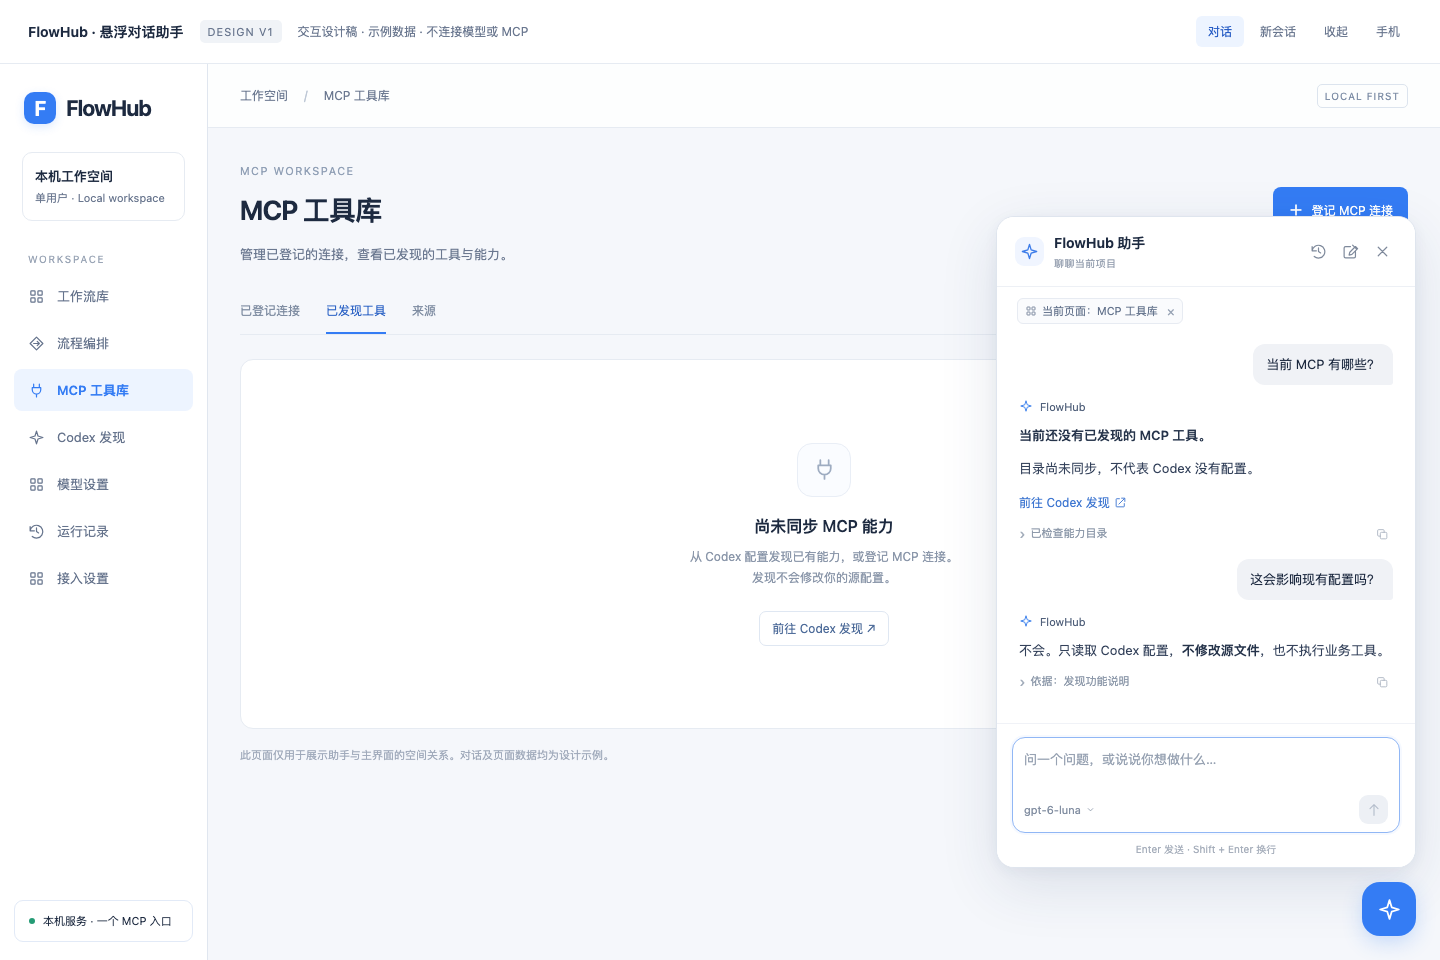 FlowHub · 悬浮对话助手
DESIGN V1
交互设计稿 · 示例数据 · 不连接模型或 MCP
对话
新会话
收起
手机
F
FlowHub
本机工作空间
单用户 · Local workspace
WORKSPACE
工作流库
流程编排
MCP 工具库
Codex 发现
模型设置
运行记录
接入设置
本机服务 · 一个 MCP 入口
工作空间 / MCP 工具库
LOCAL FIRST
MCP WORKSPACE
MCP 工具库
管理已登记的连接，查看已发现的工具与能力。
登记 MCP 连接
已登记连接
已发现工具
来源
尚未同步 MCP 能力
从 Codex 配置发现已有能力，或登记 MCP 连接。
发现不会修改你的源配置。
前往 Codex 发现 ↗
此页面仅用于展示助手与主界面的空间关系。对话及页面数据均为设计示例。
FlowHub 助手
聊聊当前项目
当前页面：MCP 工具库 ×
当前 MCP 有哪些？
FlowHub
当前还没有已发现的 MCP 工具。
目录尚未同步，不代表 Codex 没有配置。
前往 Codex 发现
› 已检查能力目录
这会影响现有配置吗？
FlowHub
不会。只读取 Codex 配置，不修改源文件，也不执行业务工具。
› 依据：发现功能说明
问一个问题，或说说你想做什么…
gpt-6-luna
Enter 发送 · Shift + Enter 换行